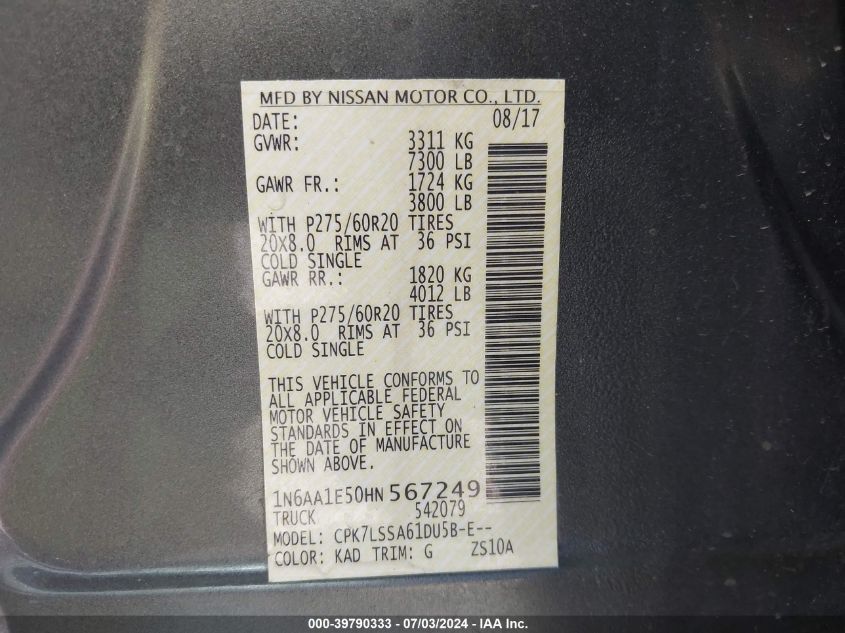 MFD BY NISSAN MOTOR CO., LTD.
DATE: 08/17
GVWR: 3311 KG
7300 LB
GAWR FR.: 1724 KG
3800 LB
WITH P275/60R20 TIRES
20X8.0 RIMS AT 36 PSI
COLD SINGLE
GAWR RR.: 1820 KG
4012 LB
WITH P275/60R20 TIRES
20X8.0 RIMS AT 36 PSI
COLD SINGLE
THIS VEHICLE CONFORMS TO
ALL APPLICABLE FEDERAL
MOTOR VEHICLE SAFETY
STANDARDS IN EFFECT ON
THE DATE OF MANUFACTURE
SHOWN ABOVE.
1N6AA1E50HN567249
TRUCK 542079
MODEL: CPK7LSSA61DU5B-E--
COLOR: KAD TRIM: G ZS10A
000-39790333 - 07/03/2024 - IAA Inc.